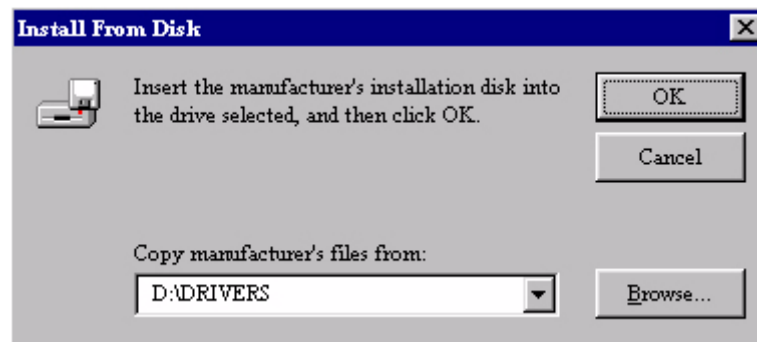 Install From Disk
Insert the manufacturer's installation disk into
the drive selected, and then click OK.
OK
Cancel
Copy manufacturer's files from:
D:\DRIVERS
Browse...